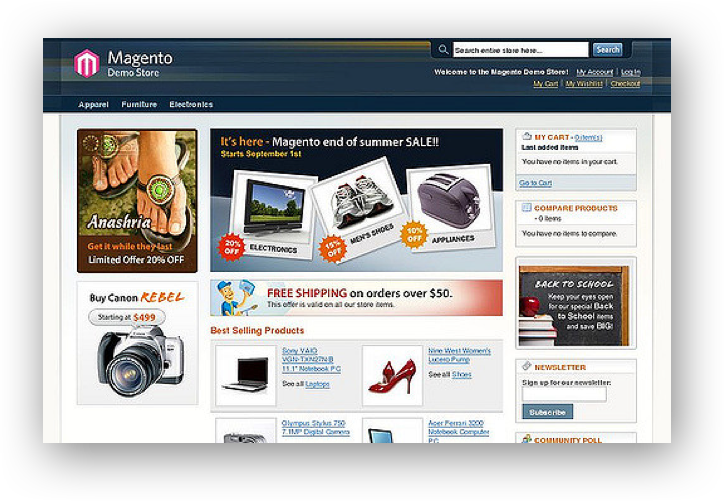 Magento
Demo Store
Search entire store here...
Search
Welcome to the Magento Demo Store!
My Account
Log In
My Cart
My Wishlist
Checkout
Apparel
Furniture
Electronics
Anashria
Get it while they last
Limited Offer 20% OFF
Buy Canon REBEL
Starting at $499
It's here - Magento end of summer SALE!!
Starts September 1st
20% OFF
ELECTRONICS
15% OFF
MEN'S SHOES
10% OFF
APPLIANCES
FREE SHIPPING on orders over $50.
This offer is valid on all our store items.
Best Selling Products
Sony VAIO
VGN-TXN27N/B
11.1" Notebook PC
See all Laptops
Nine West Women's
Lucero Pump
See all Shoes
Olympus Stylus 750
7.1MP Digital Camera
Acer Ferrari 3200
Notebook Computer
PC
MY CART - 0 item(s)
Last added items
You have no items in your cart.
Go to Cart
COMPARE PRODUCTS
- 0 items
You have no items to compare.
BACK TO SCHOOL
Keep your eyes open
for our special Back
to School items
and save BIG!
NEWSLETTER
Sign up for our newsletter:
Subscribe
COMMUNITY POLL